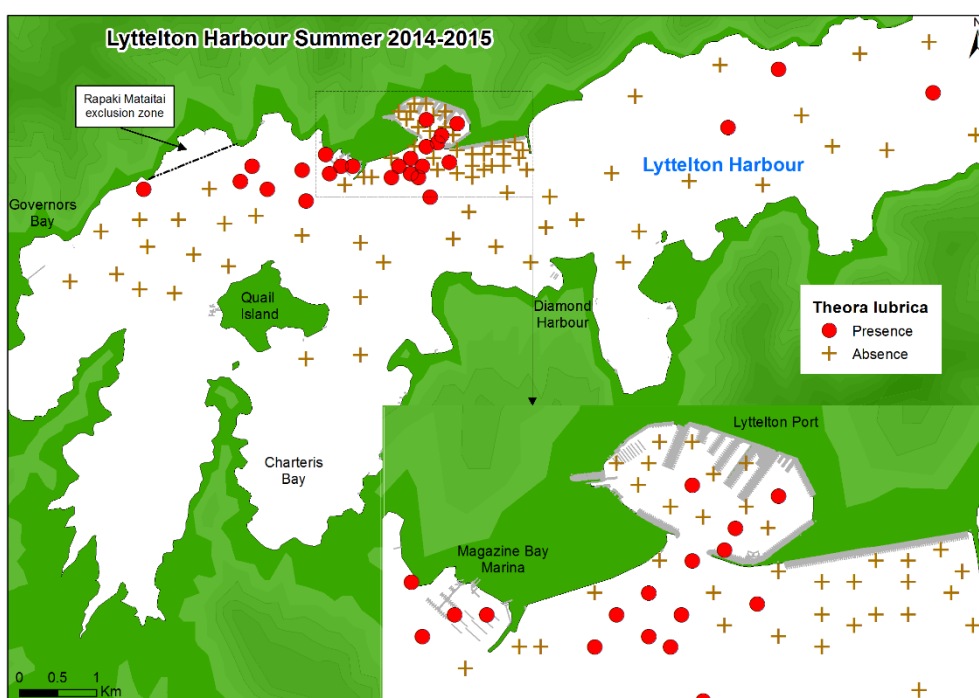 Lyttelton Harbour Summer 2014-2015
N
Rapaki Mataitai
exclusion zone
Lyttelton Harbour
Governors
Bay
Quail
Island
Diamond
Harbour
Theora lubrica
Presence
Absence
Charteris
Bay
Lyttelton Port
Magazine Bay
Marina
0 0.5 1
Km